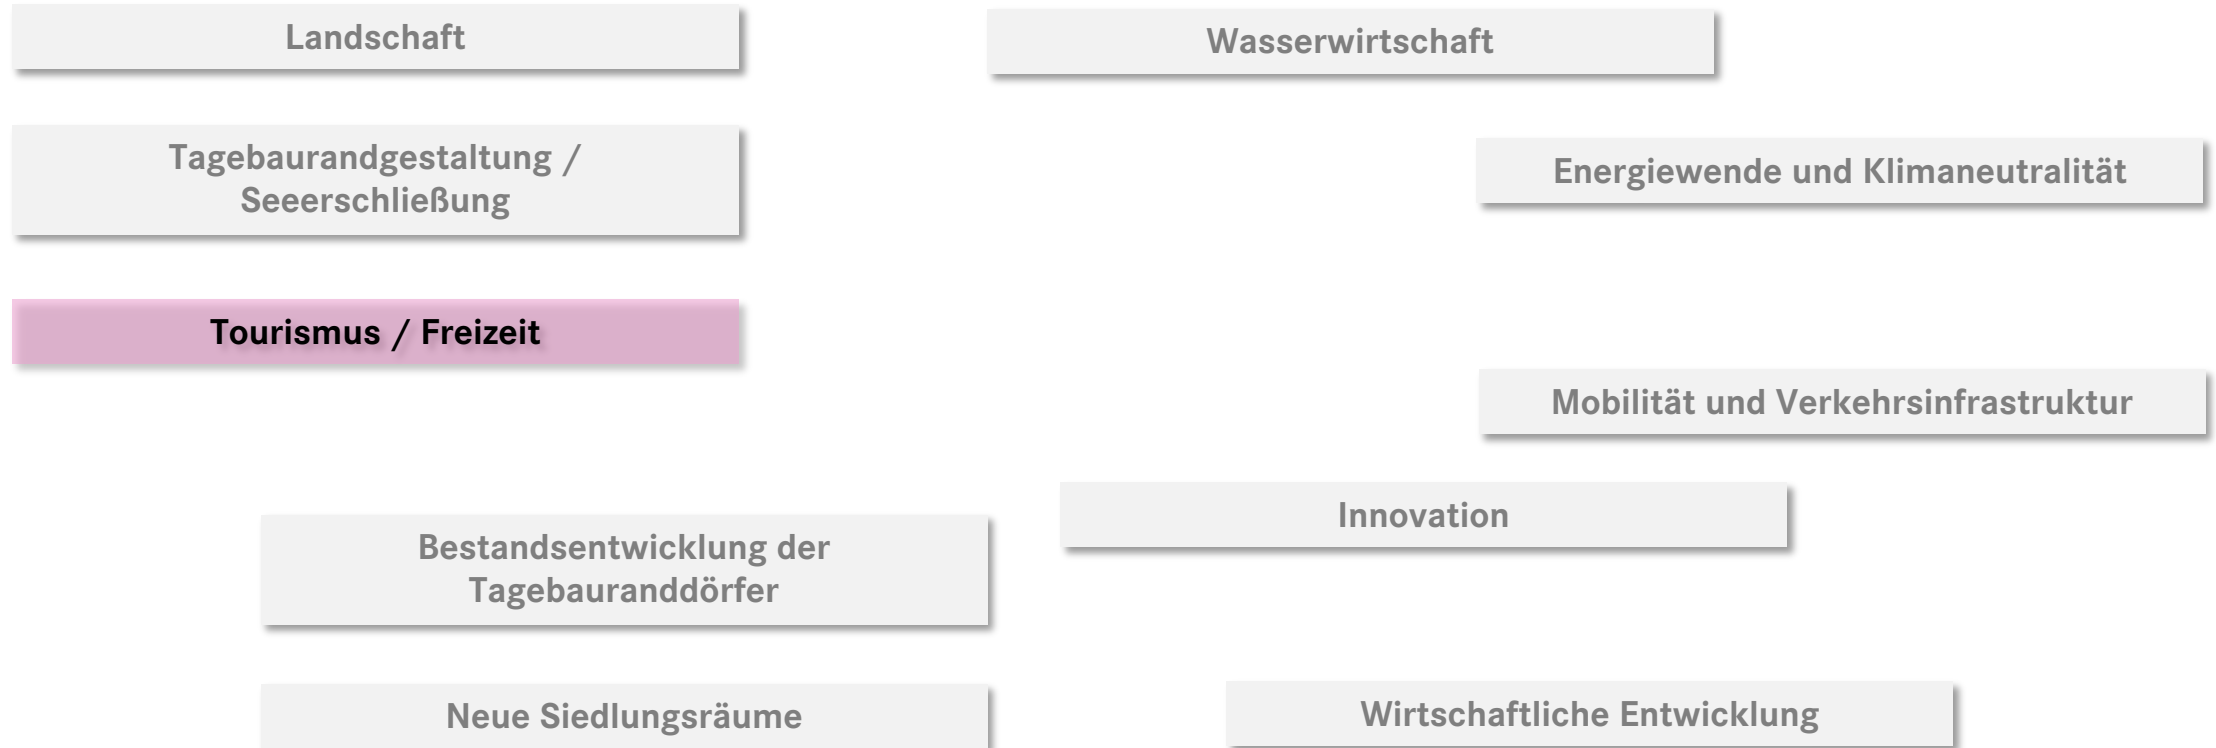 Landschaft
Wasserwirtschaft
Tagebaurandgestaltung /
Seeerschließung
Energiewende und Klimaneutralität
Tourismus / Freizeit
Mobilität und Verkehrsinfrastruktur
Innovation
Bestandsentwicklung der
Tagebauranddörfer
Neue Siedlungsräume
Wirtschaftliche Entwicklung